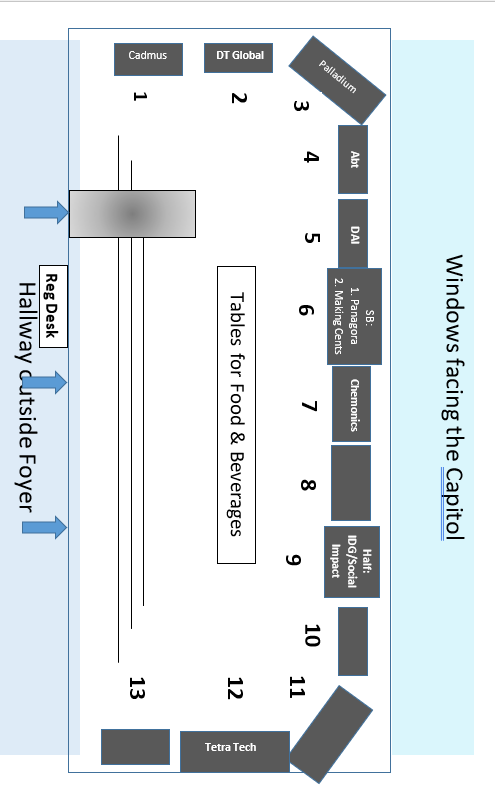 Cadmus
DT Global
Palladium
1
2
3
4
Abt
5
DAI
6
SB:
1. Panagora
2. Making Cents
7
Chemonics
8
9
Half:
IDG/Social
Impact
10
11
12
13
Tetra Tech
Tables for Food & Beverages
Reg Desk
Hallway outside Foyer
Windows facing the Capitol